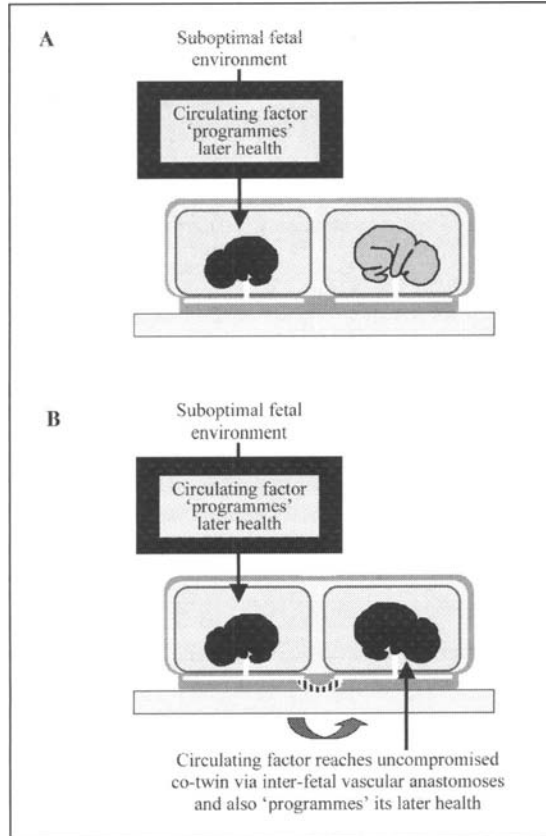 A
Suboptimal fetal
environment
Circulating factor
'programmes'
later health
B
Suboptimal fetal
environment
Circulating factor
'programmes'
later health
Circulating factor reaches uncompromised
co-twin via inter-fetal vascular anastomoses
and also 'programmes' its later health